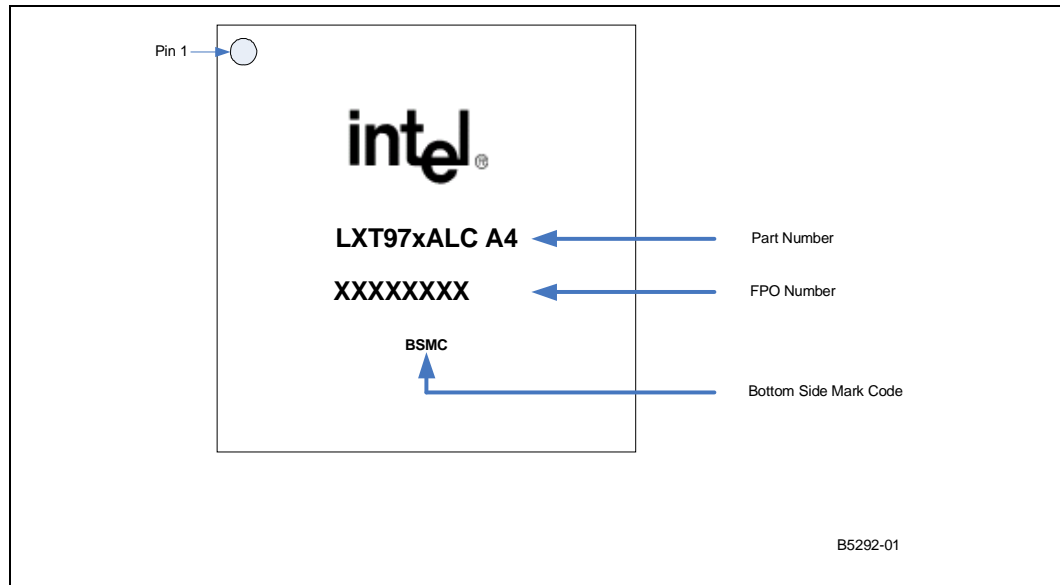 Pin 1
intel®
LXT97xALC A4
Part Number
XXXXXXXX
FPO Number
BSMC
Bottom Side Mark Code
B5292-01